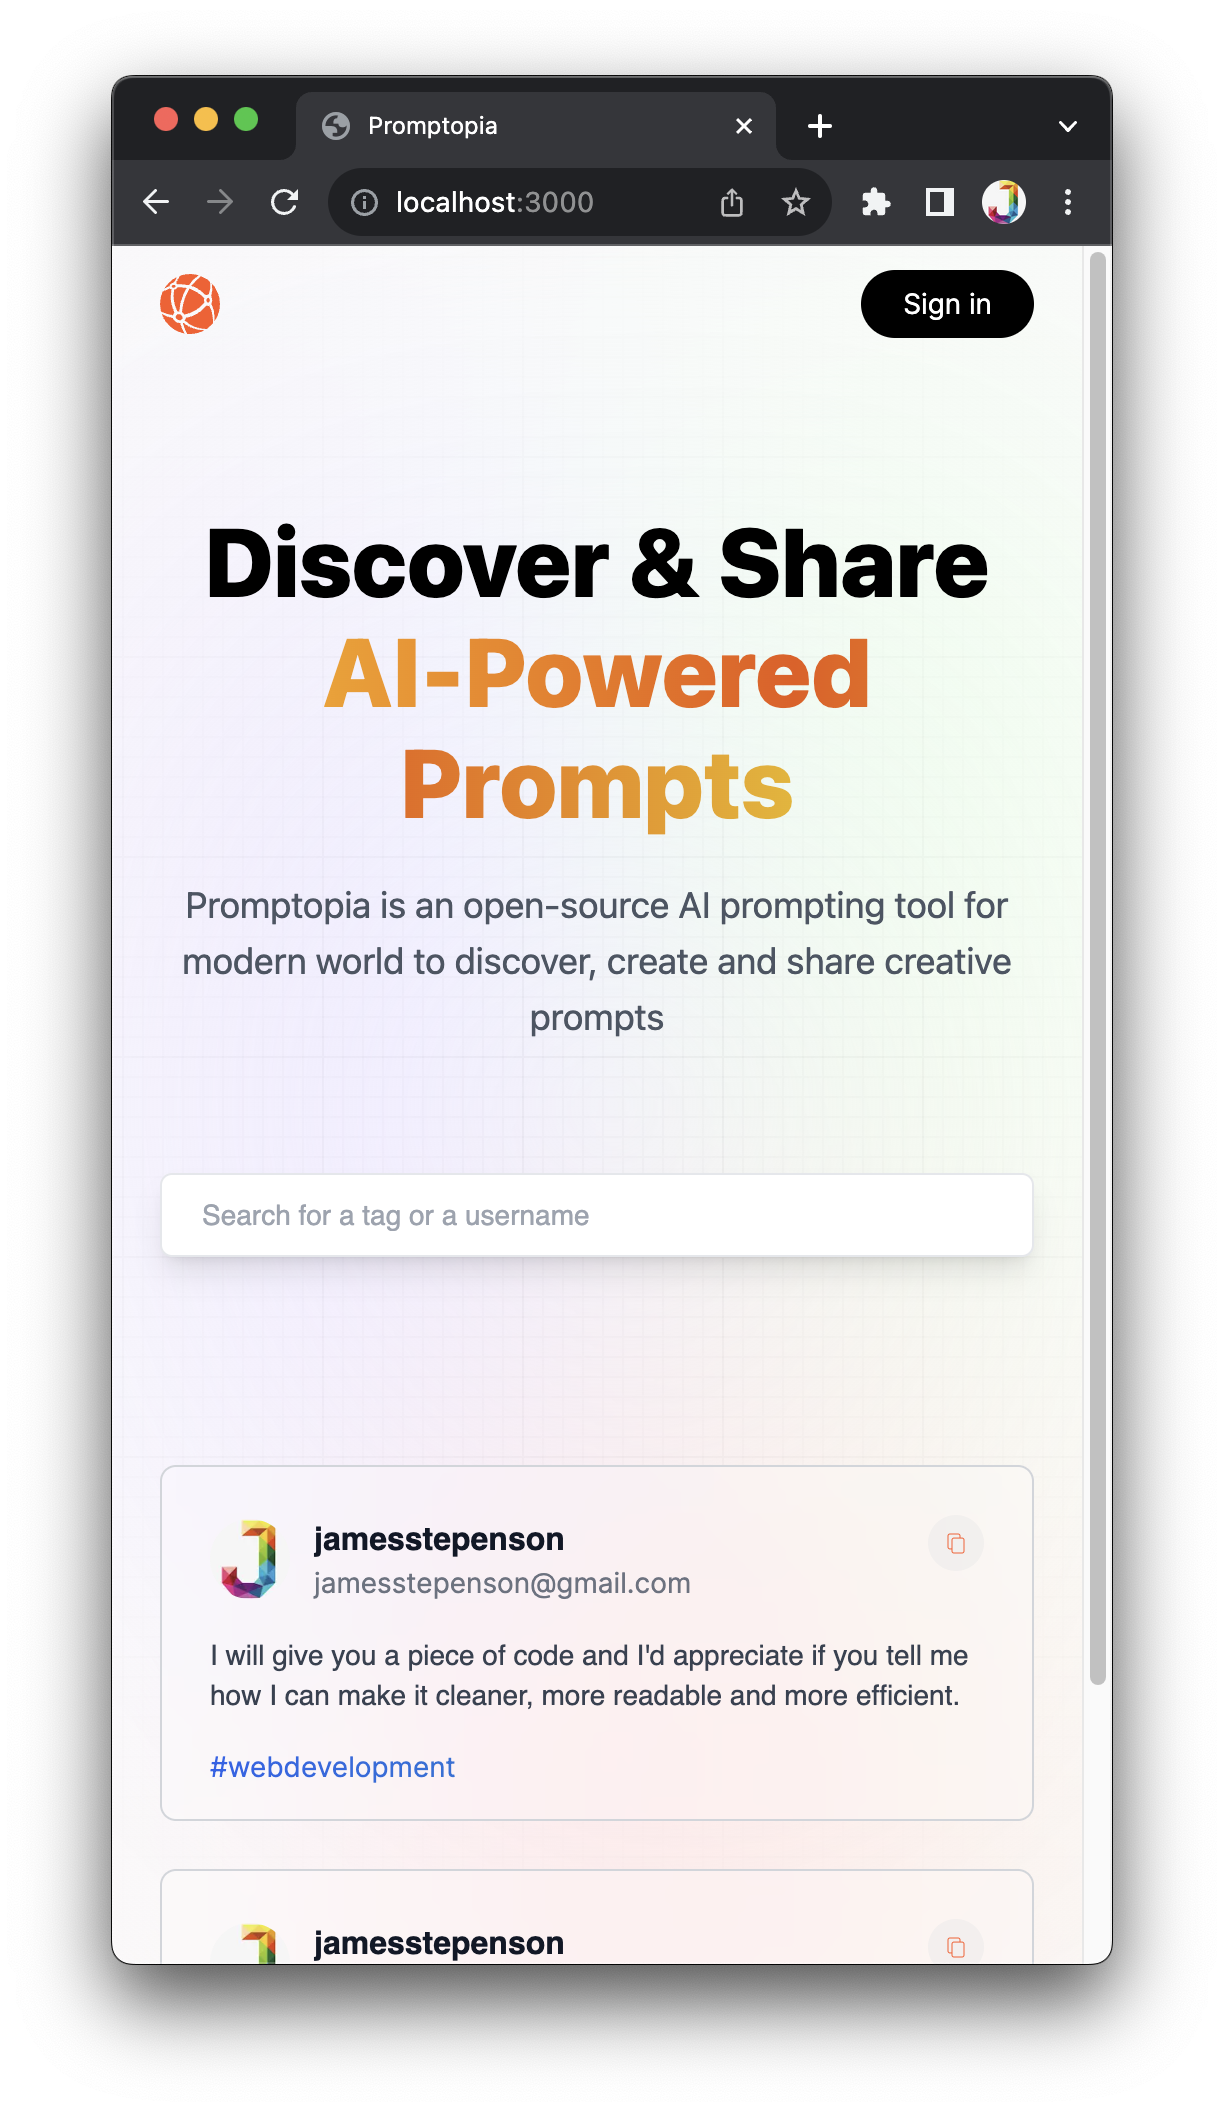 Promptopia
localhost:3000
Sign in
Discover & Share
AI-Powered
Prompts
Promptopia is an open-source AI prompting tool for
modern world to discover, create and share creative
prompts
Search for a tag or a username
jamesstepenson
jamesstepenson@gmail.com
I will give you a piece of code and I'd appreciate if you tell me
how I can make it cleaner, more readable and more efficient.
#webdevelopment
jamesstepenson